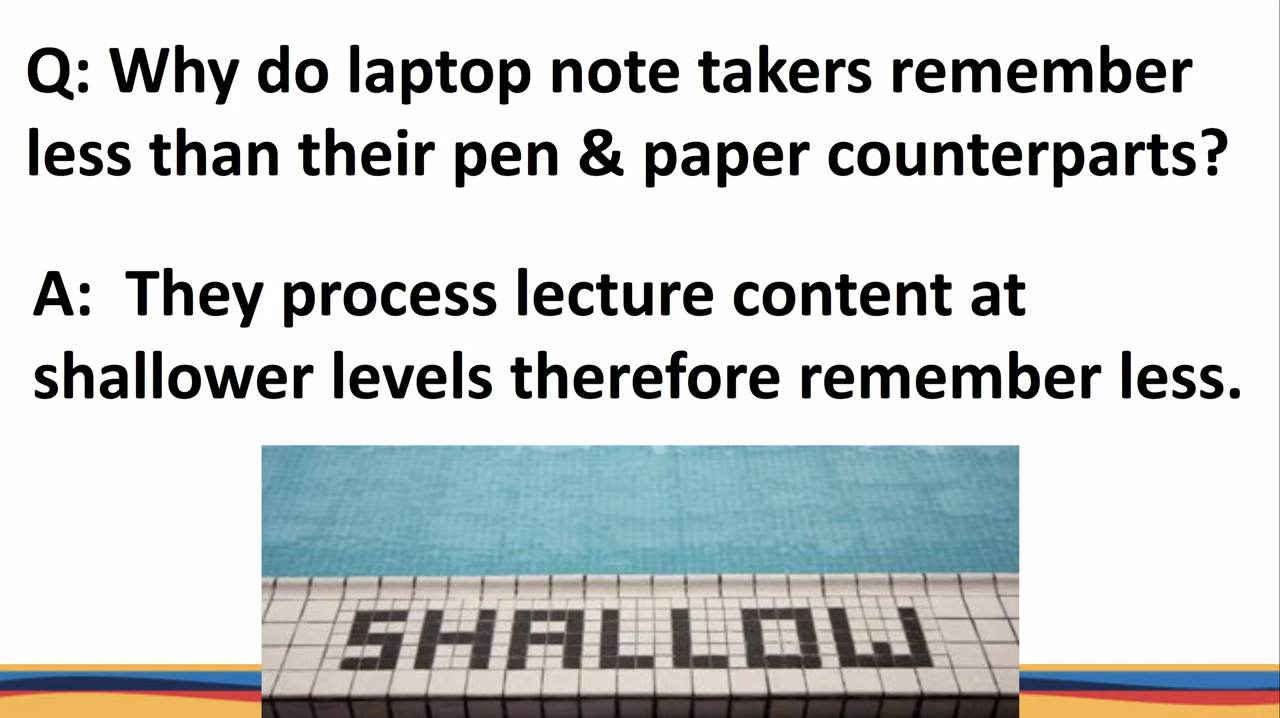 Q: Why do laptop note takers remember
less than their pen & paper counterparts?
A: They process lecture content at
shallower levels therefore remember less.
SHALLOW